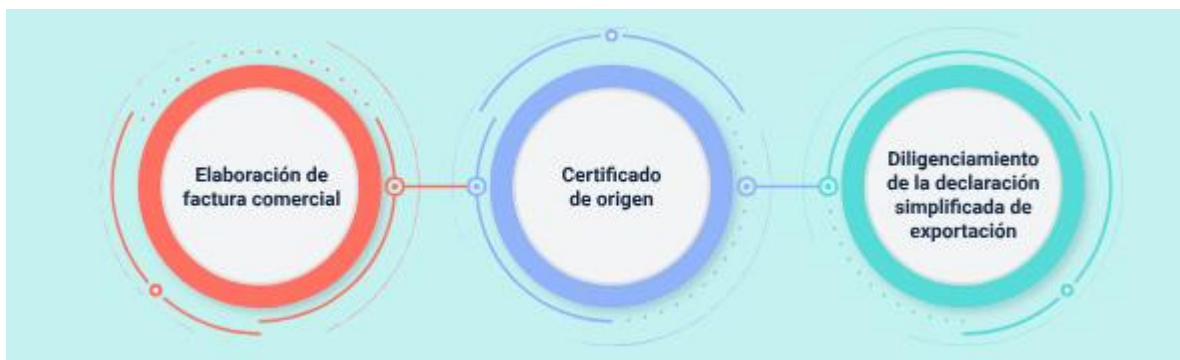 Elaboración de
factura comercial
Certificado
de origen
Diligenciamiento
de la declaración
simplificada de
exportación